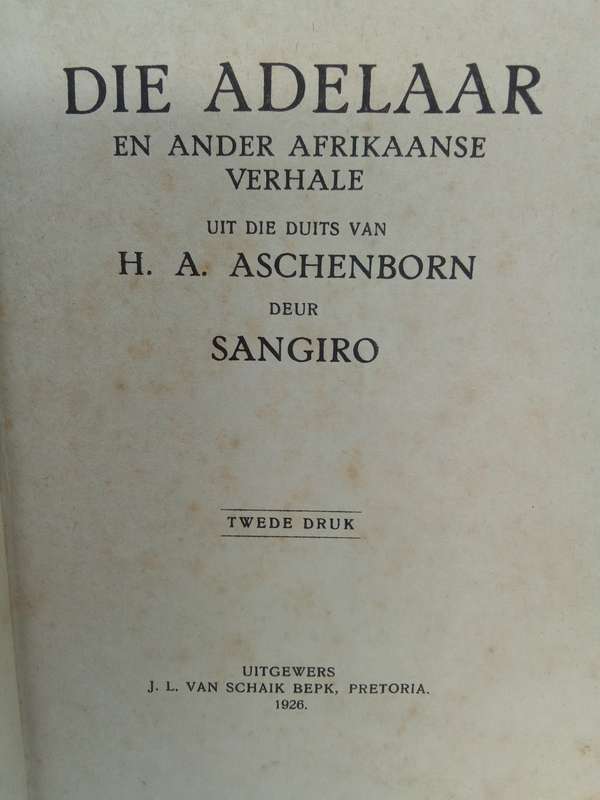 DIE ADELAAR
EN ANDER AFRIKAANSE
VERHALE
UIT DIE DUITS VAN
H. A. ASCHENBORN
DEUR
SANGIRO
TWEDE DRUK
UITGEWERS
J. L. VAN SCHAIK BEPK, PRETORIA.
1926.